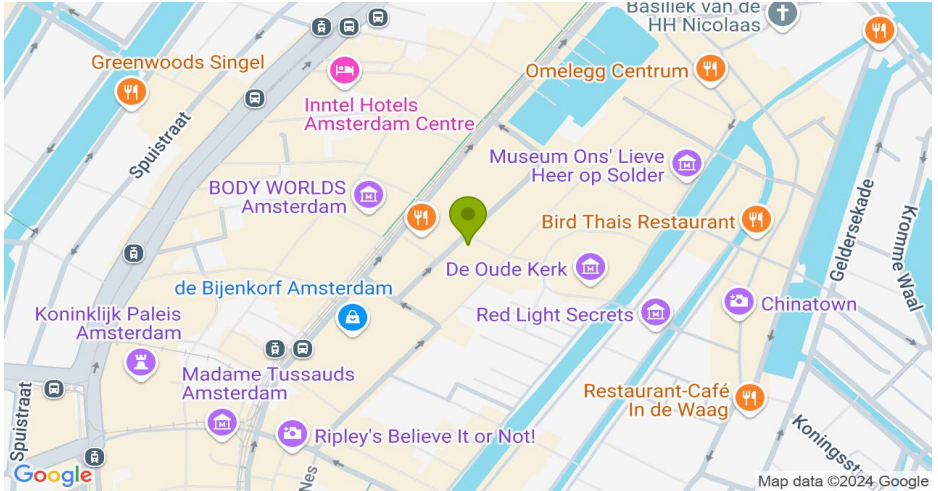 Basiliek van de
HH Nicolaas
Greenwoods Singel
Omelegg Centrum
Inntel Hotels
Amsterdam Centre
Spuistraat
Museum Ons' Lieve
Heer op Solder
BODY WORLDS
Amsterdam
Bird Thais Restaurant
Geldersekade
Kromme Waal
De Oude Kerk
de Bijenkorf Amsterdam
Koninklijk Paleis
Amsterdam
Red Light Secrets
Chinatown
Madame Tussauds
Amsterdam
Restaurant-Café
In de Waag
Spuistraat
Ripley's Believe It or Not!
Koningsstr
Nes
Google
Map data ©2024 Google